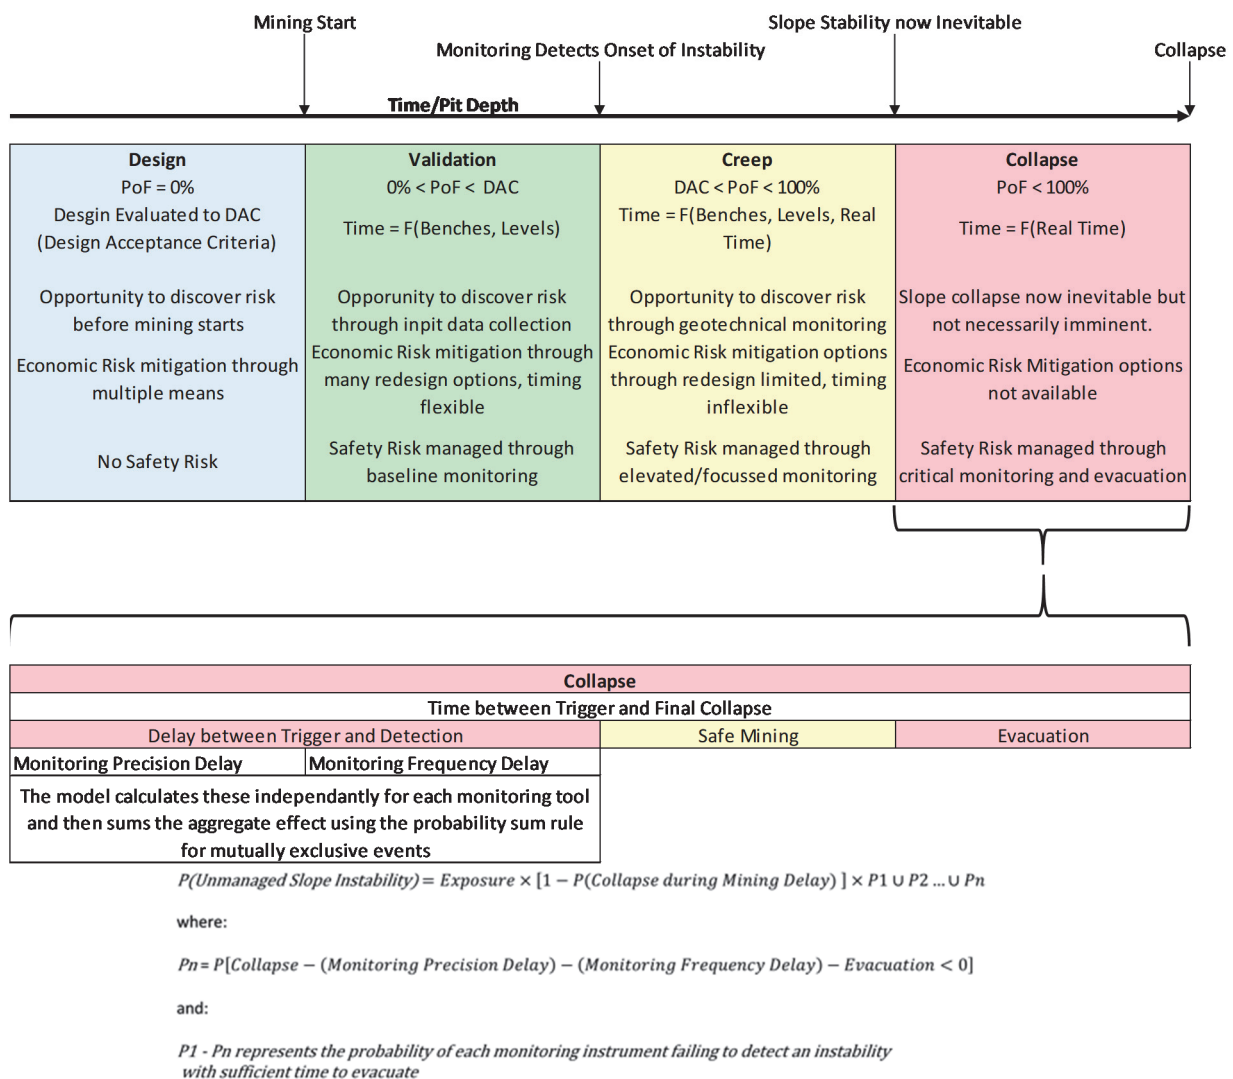 Mining Start
Slope Stability now Inevitable
Monitoring Detects Onset of Instability
Collapse
Time/Pit Depth
Design
PoF = 0%
Desgin Evaluated to DAC
(Design Acceptance Criteria)
Opportunity to discover risk
before mining starts
Economic Risk mitigation through
multiple means
No Safety Risk
Validation
0% < PoF < DAC
Time = F(Benches, Levels)
Opporunity to discover risk
through inpit data collection
Economic Risk mitigation through
many redesign options, timing
flexible
Safety Risk managed through
baseline monitoring
Creep
DAC < PoF < 100%
Time = F(Benches, Levels, Real
Time)
Opportunity to discover risk
through geotechnical monitoring
Economic Risk mitigation options
through redesign limited, timing
inflexible
Safety Risk managed through
elevated/focussed monitoring
Collapse
PoF < 100%
Time = F(Real Time)
Slope collapse now inevitable but
not necessarily imminent.
Economic Risk Mitigation options
not available
Safety Risk managed through
critical monitoring and evacuation
Collapse
Time between Trigger and Final Collapse
Delay between Trigger and Detection
Safe Mining
Evacuation
Monitoring Precision Delay
Monitoring Frequency Delay
The model calculates these independantly for each monitoring tool
and then sums the aggregate effect using the probability sum rule
for mutually exclusive events
P(Unmanaged Slope Instability) = Exposure × [1 − P(Collapse during Mining Delay) ] × P1 ∪ P2 ... ∪ Pn
where:
Pn = P[Collapse − (Monitoring Precision Delay) − (Monitoring Frequency Delay) − Evacuation < 0]
and:
P1 - Pn represents the probability of each monitoring instrument failing to detect an instability
with sufficient time to evacuate